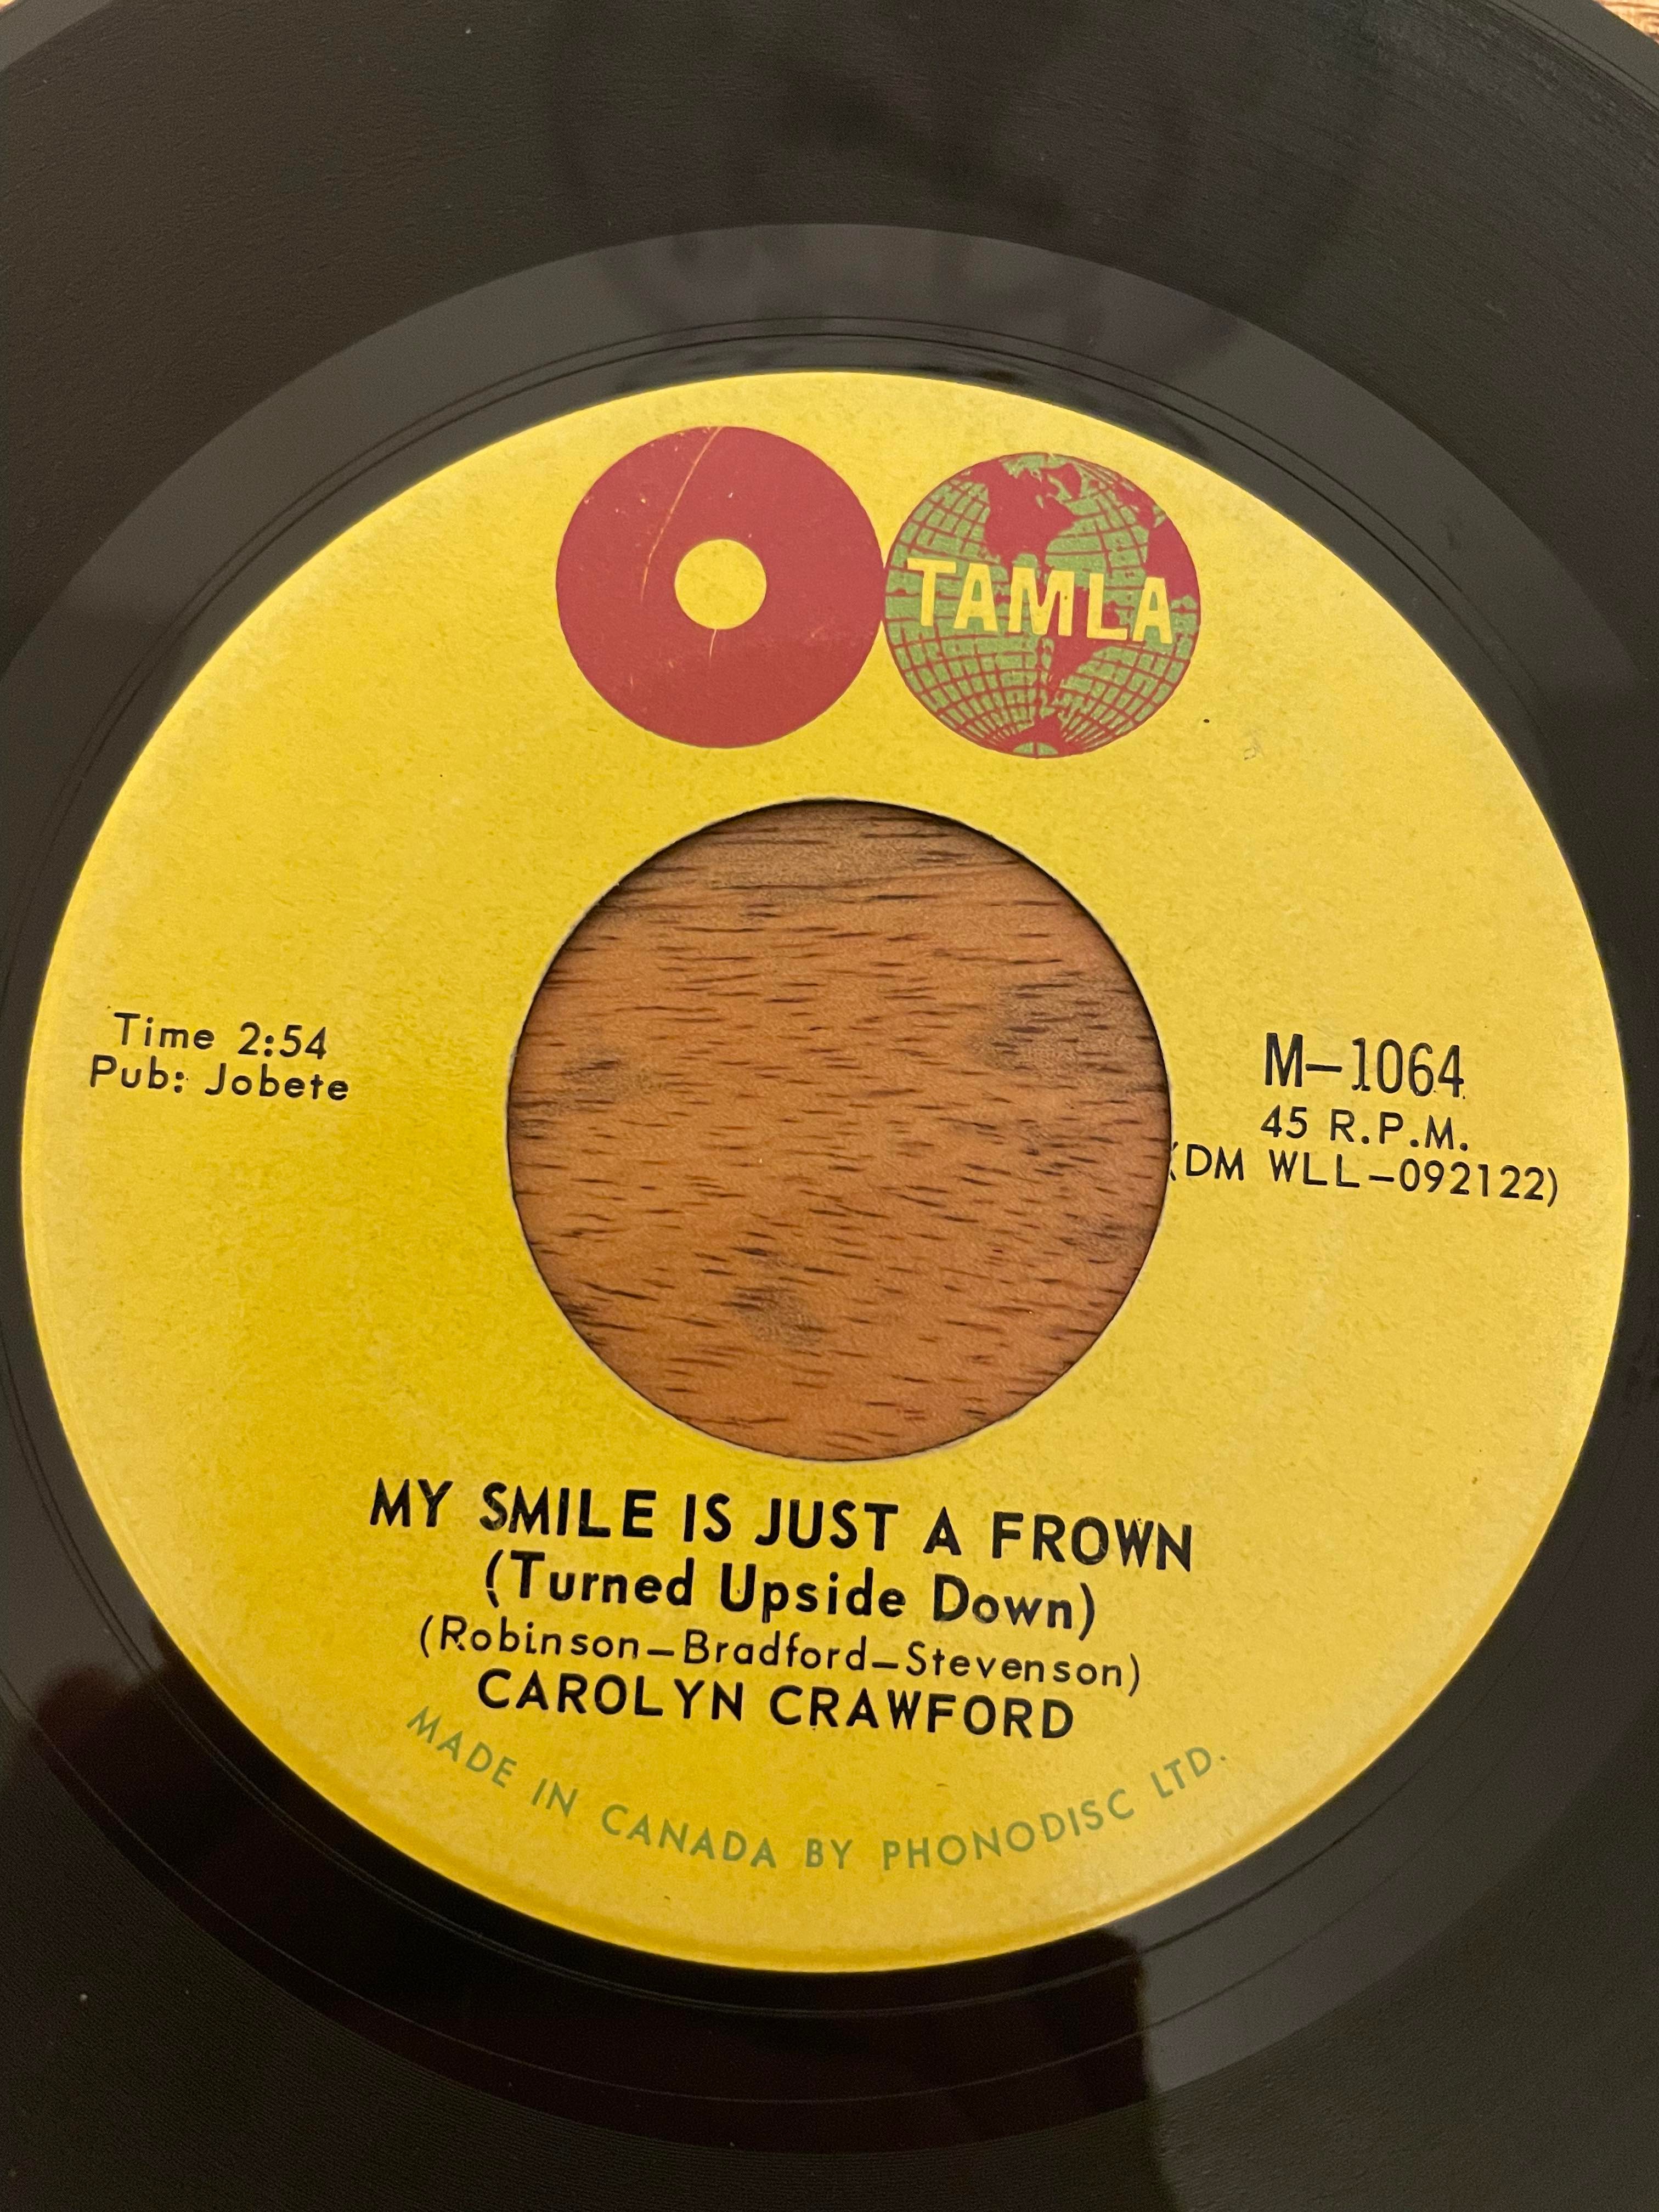 TAMLA
Time 2:54
Pub: Jobete
M-1064
45 R.P.M.
(DM WLL-092122)
MY SMILE IS JUST A FROWN
(Turned Upside Down)
(Robinson-Bradford-Stevenson)
CAROLYN CRAWFORD
MADE IN CANADA BY PHONODISC LTD.